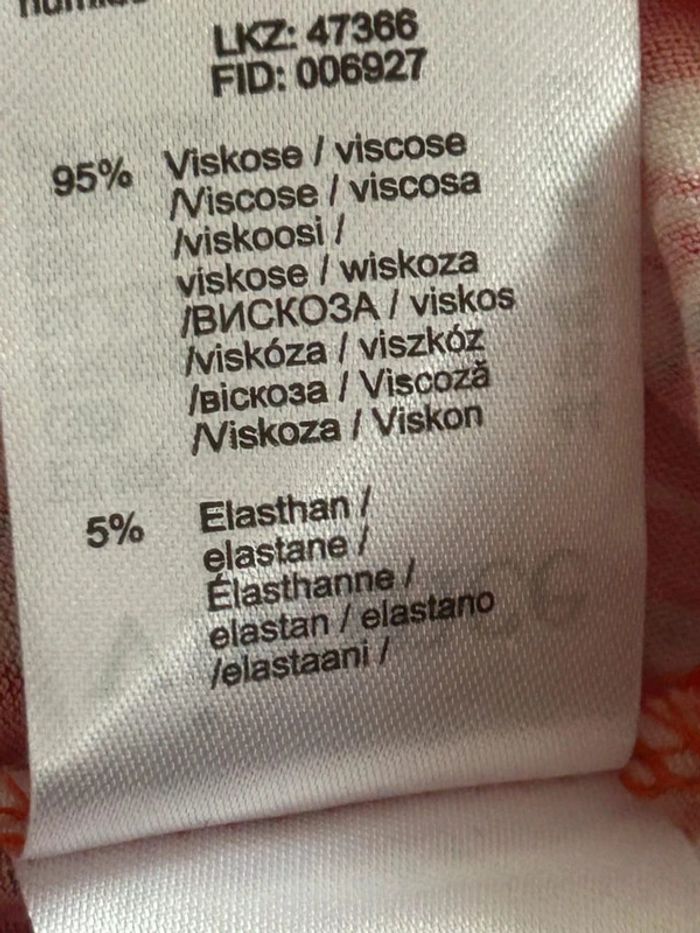 LKZ: 47366
FID: 006927
95% Viskose / viscose
/Viscose / viscosa
/viskoosi /
viskose / wiskoza
/ВИСКОЗА / viskos
/viskóza / viszkóz
/віскоза / Viscoză
/Viskoza / Viskon
5% Elasthan /
elastane /
Élasthanne /
elastan / elastano
/elastaani /